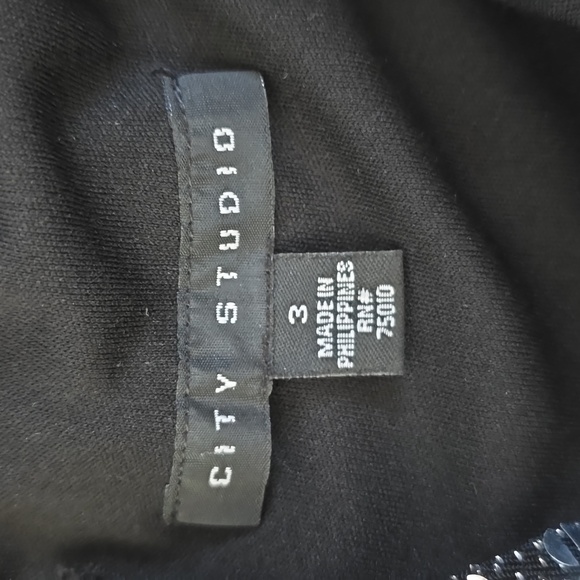 CITY STUDIO
3
MADE IN
PHILIPPINES
RN#
75010